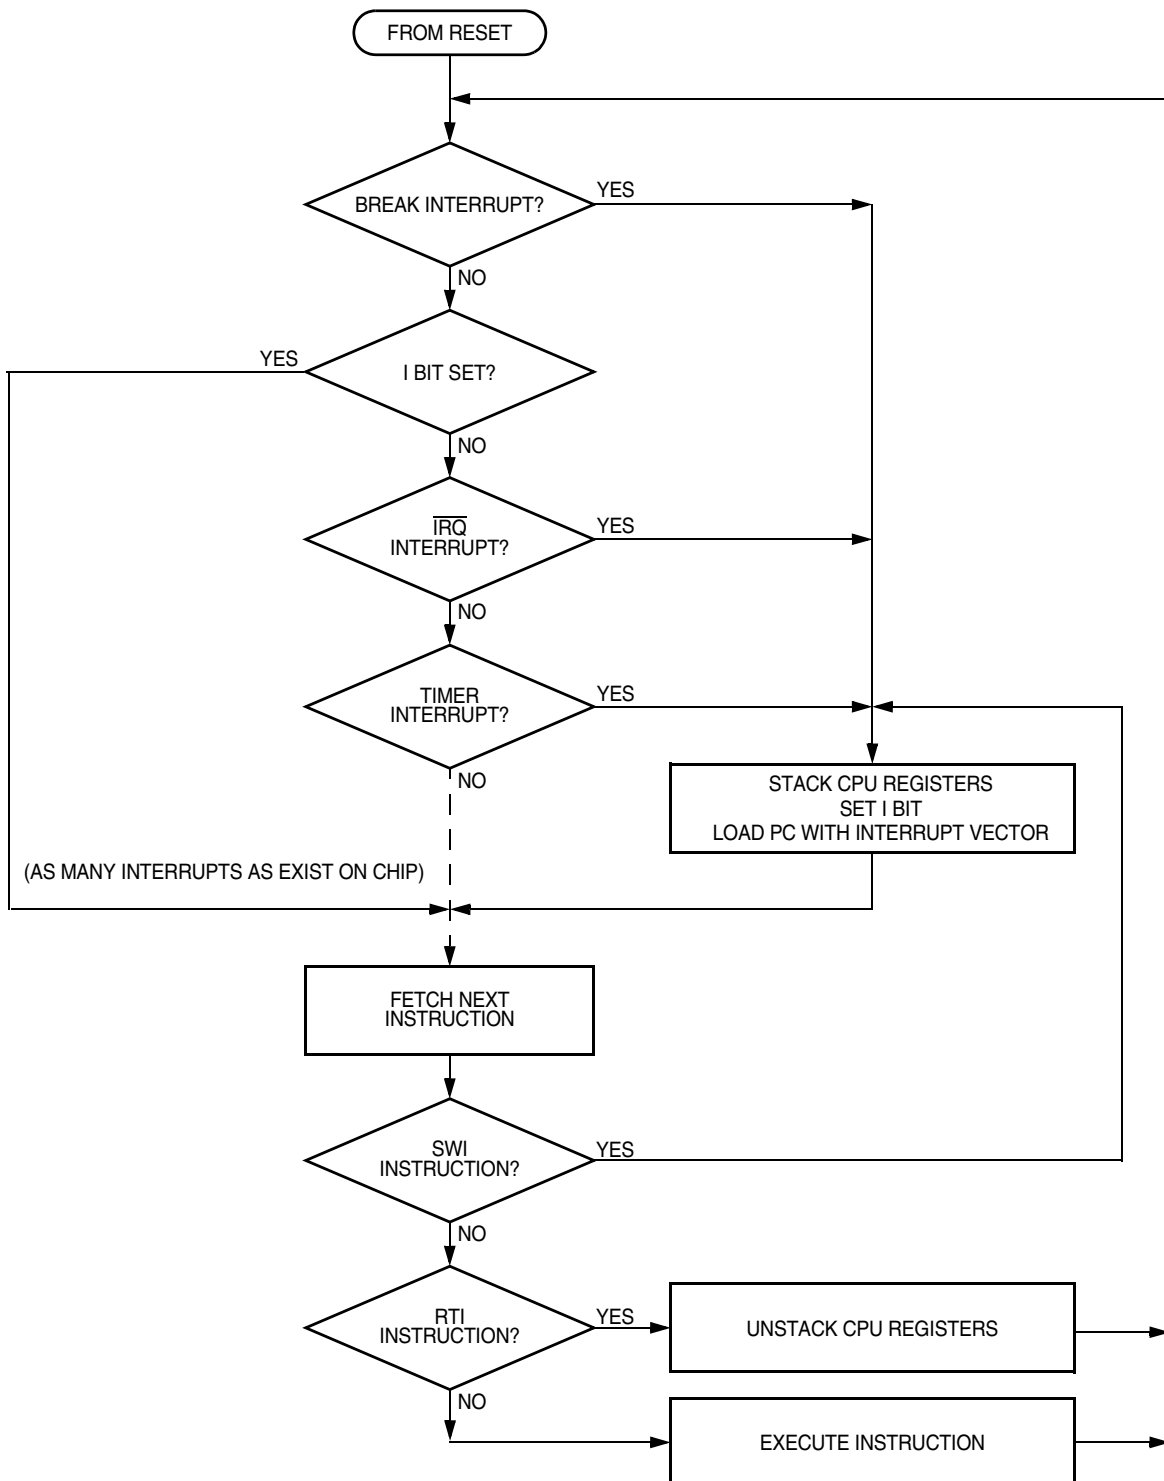 FROM RESET
BREAK INTERRUPT?
YES
NO
YES
I BIT SET?
NO
IRQ
INTERRUPT?
YES
NO
TIMER
INTERRUPT?
YES
NO
STACK CPU REGISTERS
SET I BIT
LOAD PC WITH INTERRUPT VECTOR
(AS MANY INTERRUPTS AS EXIST ON CHIP)
FETCH NEXT
INSTRUCTION
SWI
INSTRUCTION?
YES
NO
RTI
INSTRUCTION?
YES
UNSTACK CPU REGISTERS
NO
EXECUTE INSTRUCTION